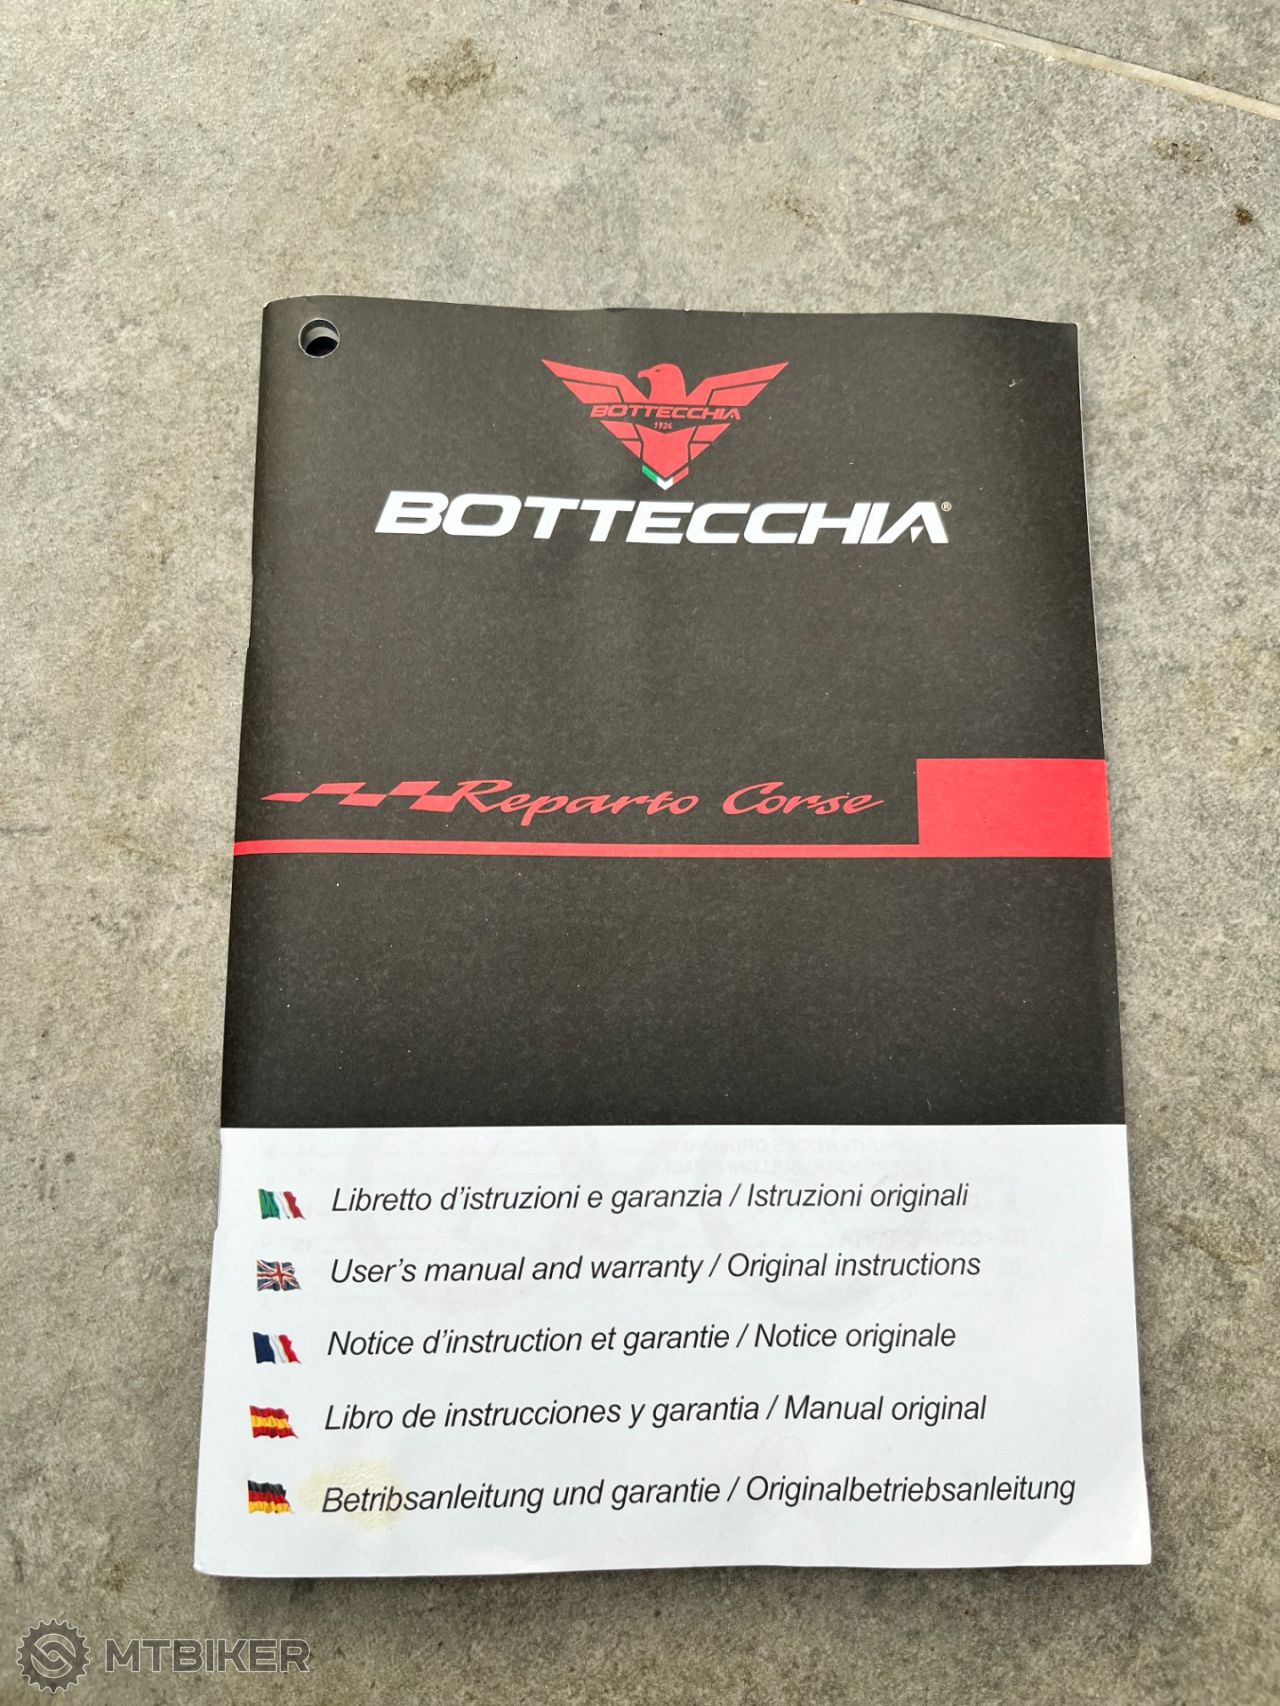 BOTTECCHIA
1926
BOTTECCHIA®
Reparto Corse
Libretto d'istruzioni e garanzia / Istruzioni originali
User's manual and warranty / Original instructions
Notice d'instruction et garantie / Notice originale
Libro de instrucciones y garantia / Manual original
Betribsanleitung und garantie / Originalbetriebsanleitung
MTBIKER